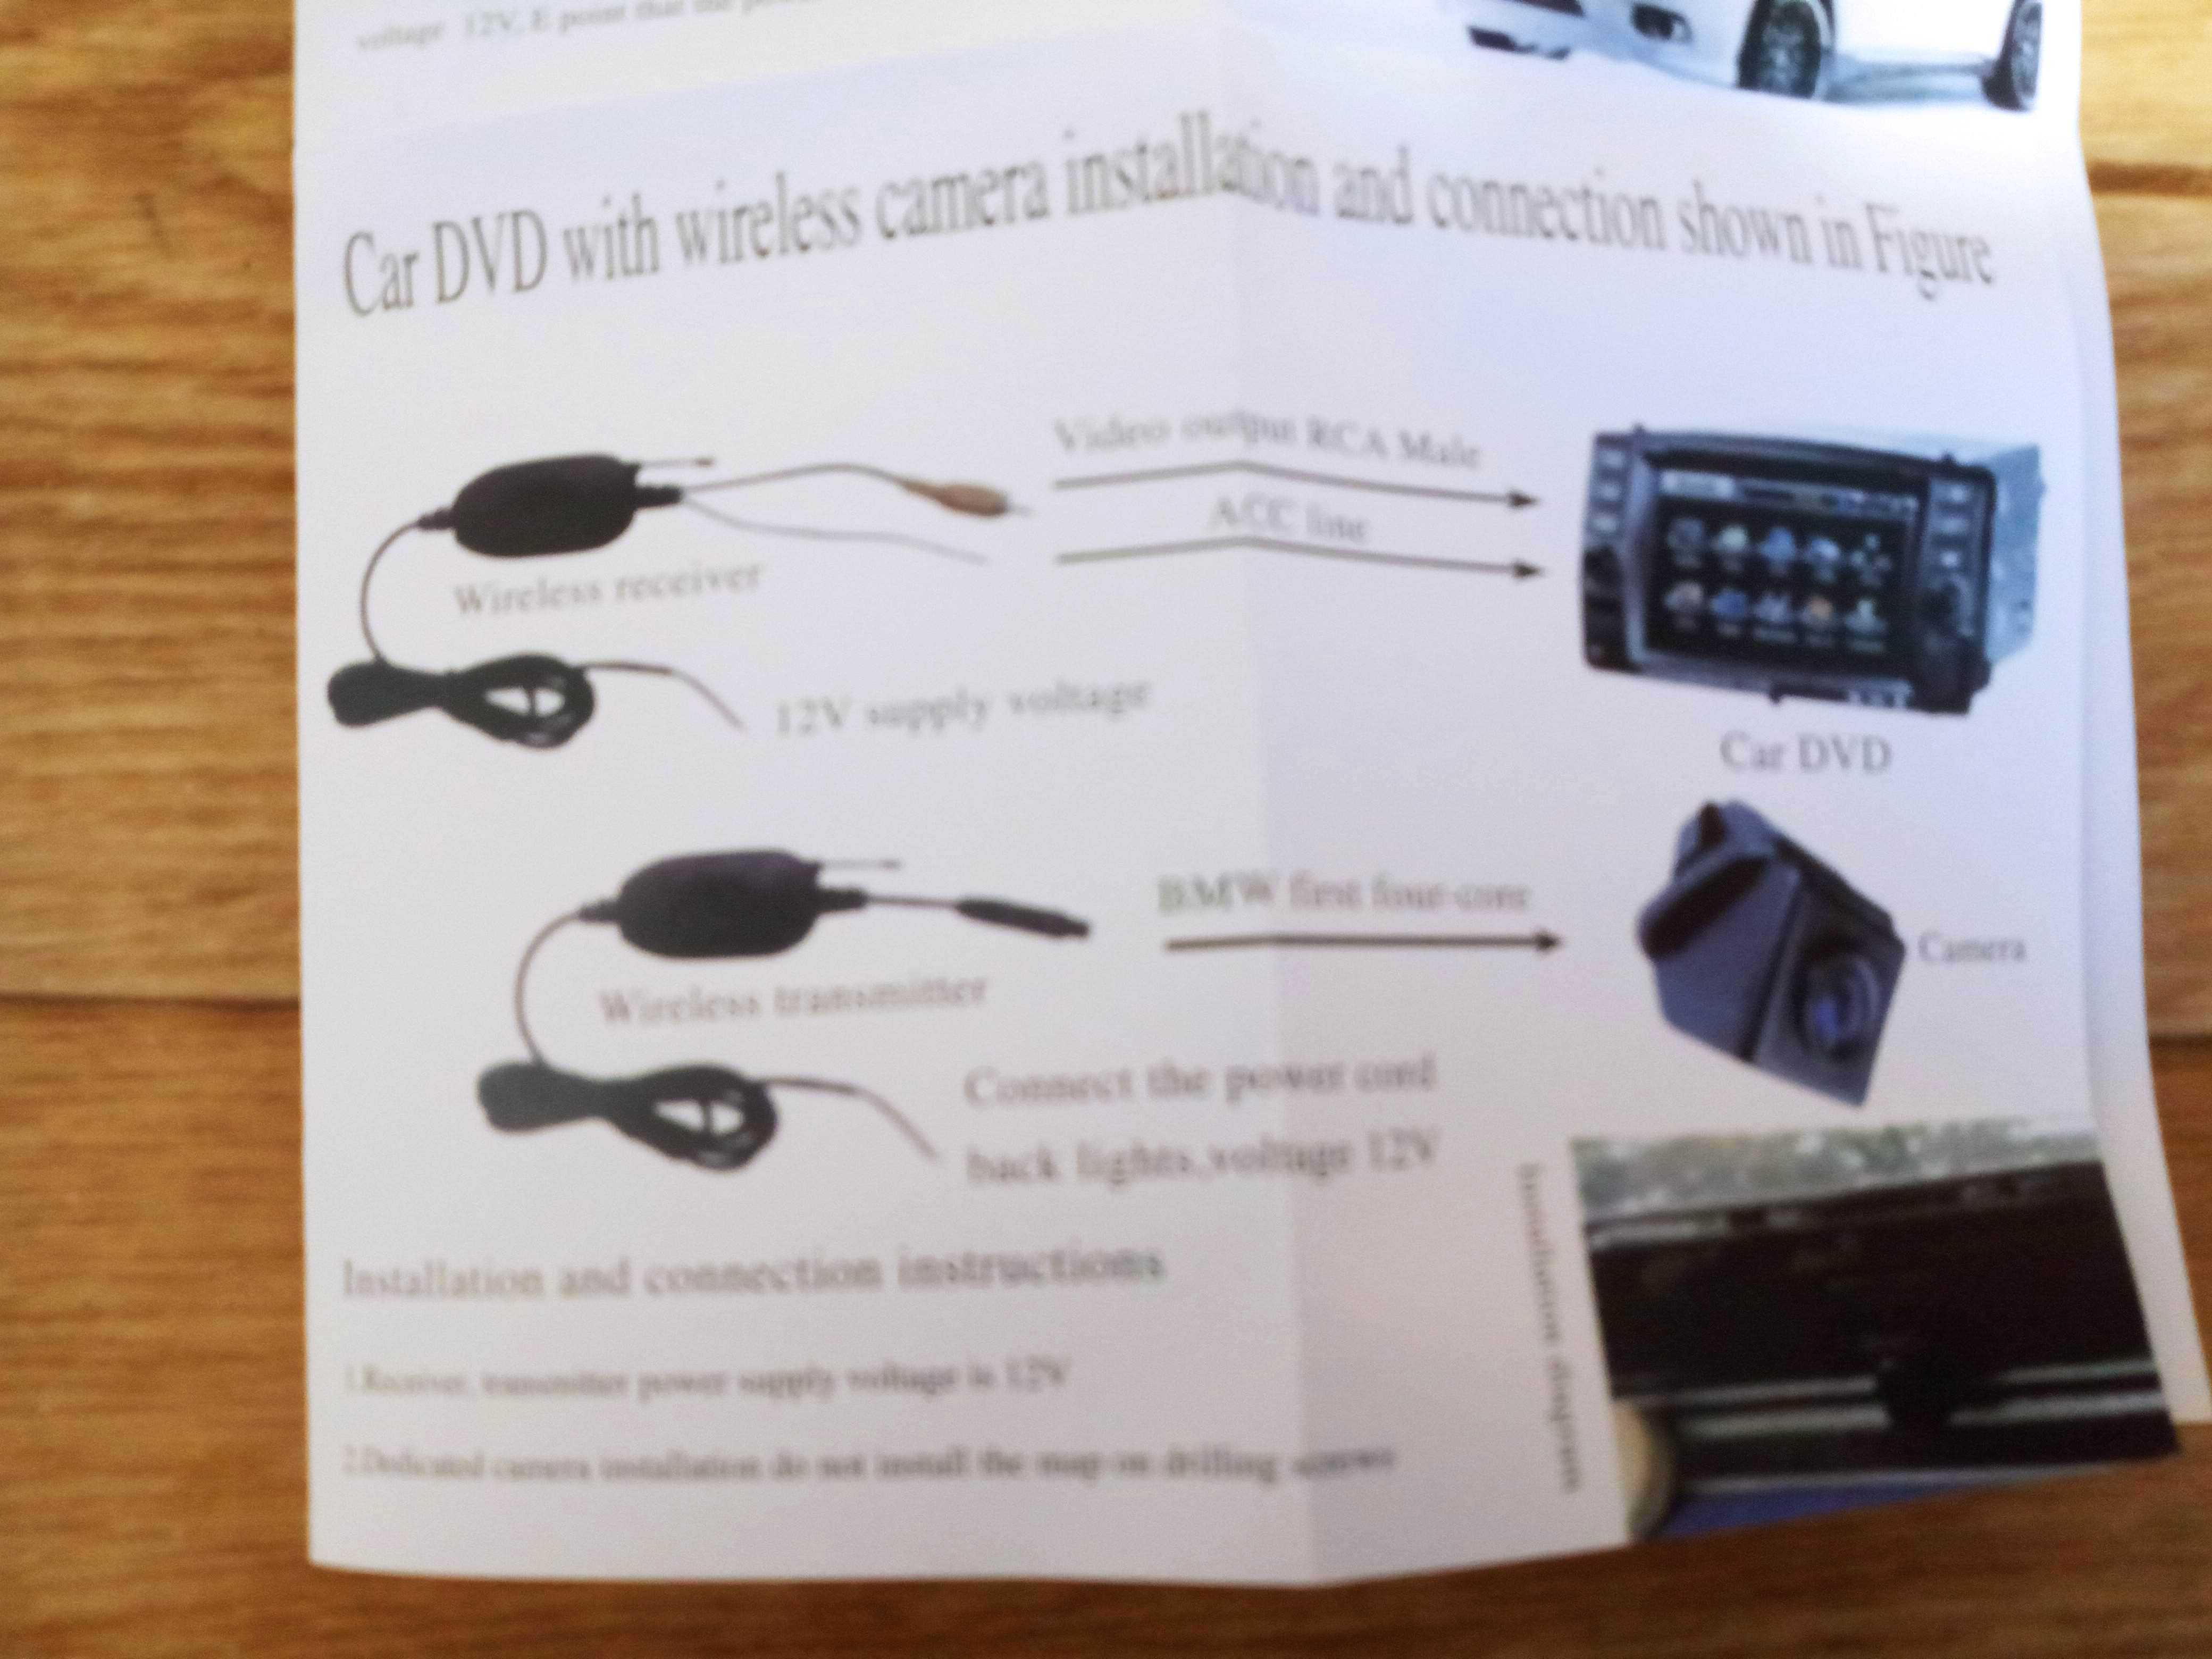 voltage 12V, E point that the
Car DVD with wireless camera installation and connection shown in Figure
Video output RCA Male
ACC line
Wireless receiver
12V supply voltage
Car DVD
BMW first four-core
Camera
Wireless transmitter
Connect the power cord
back lights,voltage 12V
Installation diagram
Installation and connection instructions
1.Receiver, transmitter power supply voltage is 12V
2.Dedicated camera installation do not install the map on drilling screws